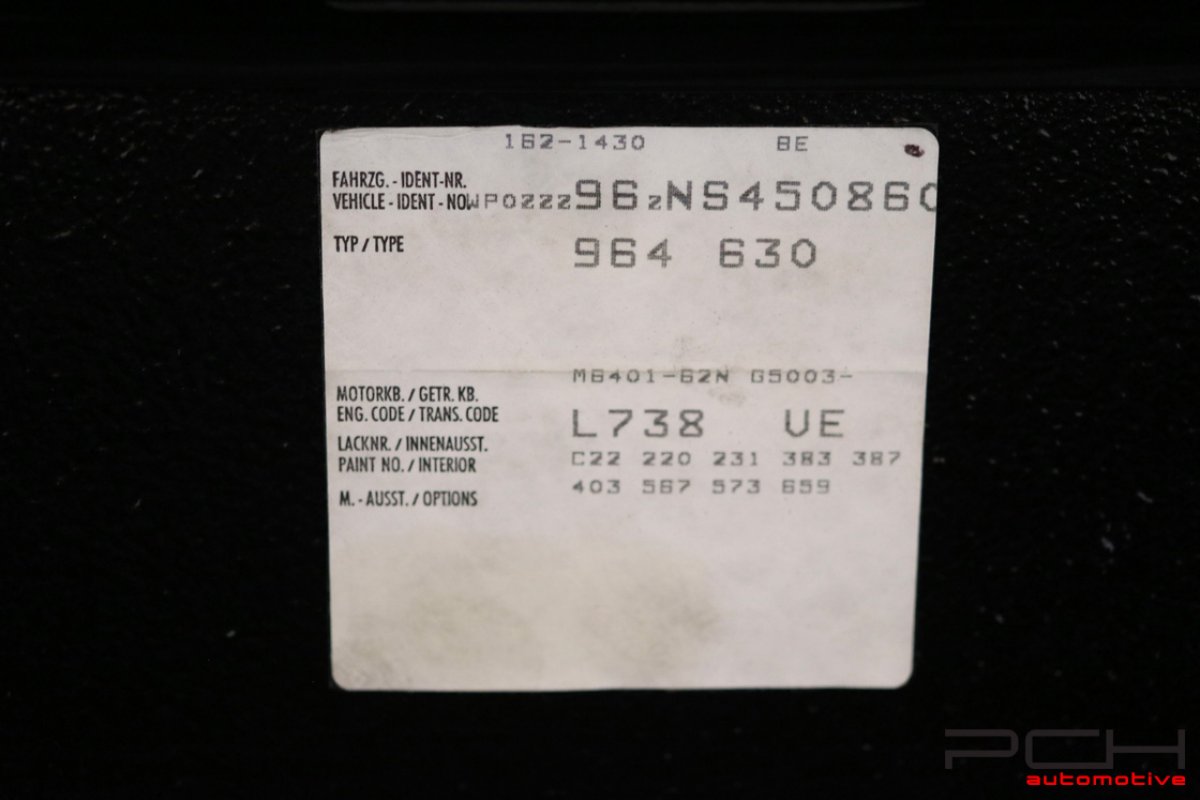 162-1430 BE
FAHRZG. - IDENT-NR.
VEHICLE - IDENT - NO. WP0ZZZ96ZNS450860
TYP / TYPE 964 630
M6401-62N G5003-
MOTORKB. / GETR. KB.
ENG. CODE / TRANS. CODE L738 UE
LACKNR. / INNENAUSST.
PAINT NO. / INTERIOR C22 220 231 383 387
M. - AUSST. / OPTIONS 403 567 573 659
PCH
automotive